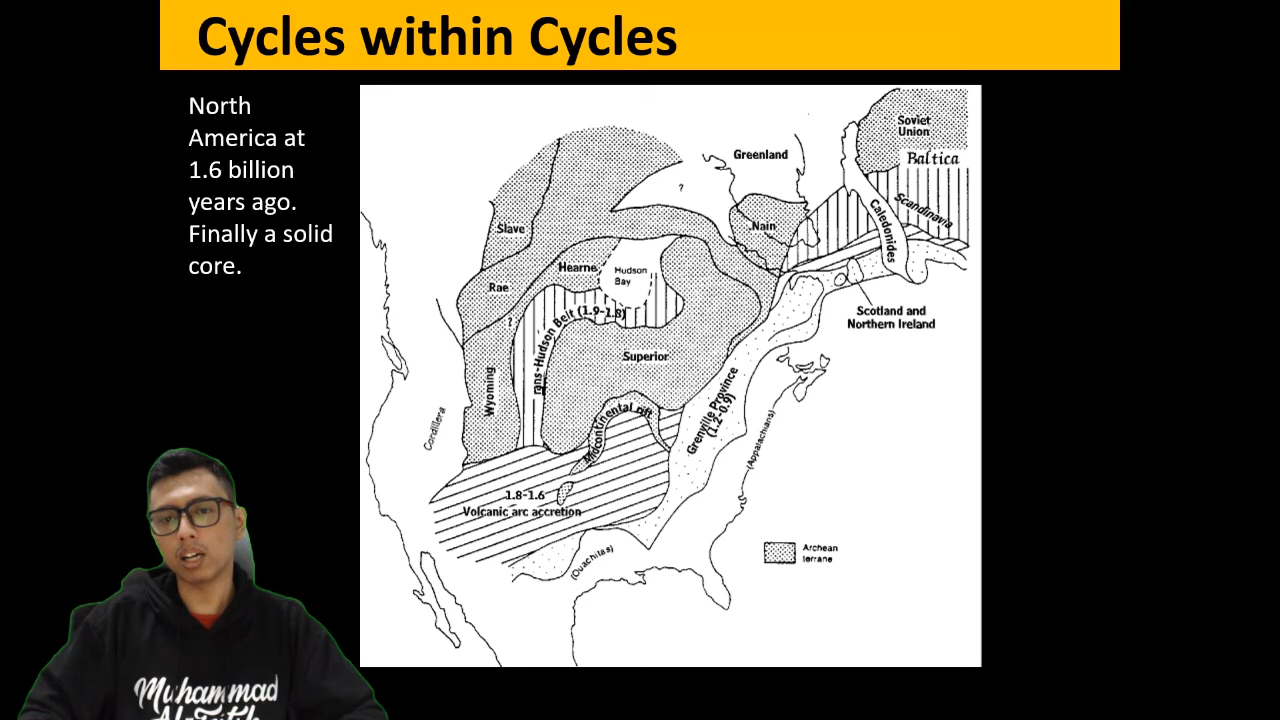 Cycles within Cycles
North
America at
1.6 billion
years ago.
Finally a solid
core.
Soviet
Union
Baltica
Greenland
?
Scandinavia
Caledonides
Slave
Nain
Hearne
Hudson
Bay
Rae
?
rans-Hudson Belt (1.9-1.8)
Scotland and
Northern Ireland
Superior
Wyoming
Grenville Province
(1.2-0.9)
Midcontinental rift
Cordillera
(Appalachians)
1.8-1.6
Volcanic arc accretion
(Ouachitas)
Archean
terrane
Muhammad